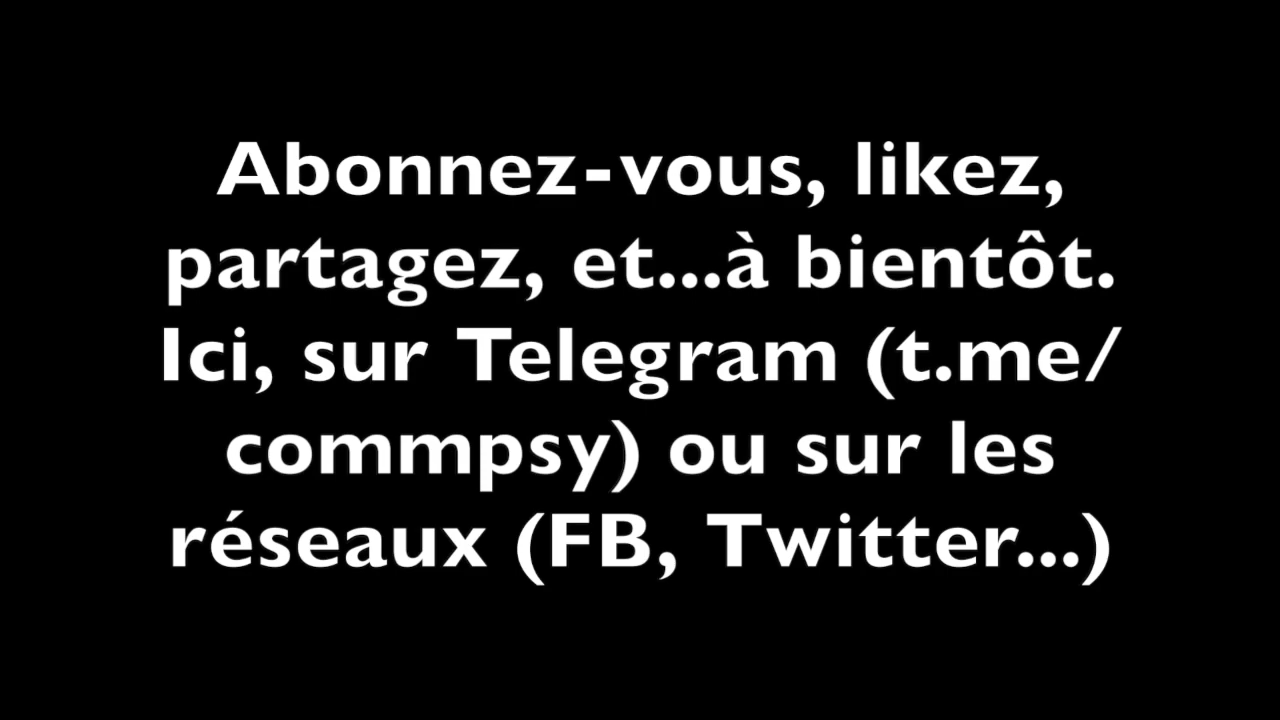 Abonnez-vous, likez,
partagez, et...à bientôt.
Ici, sur Telegram (t.me/
commpsy) ou sur les
réseaux (FB, Twitter...)